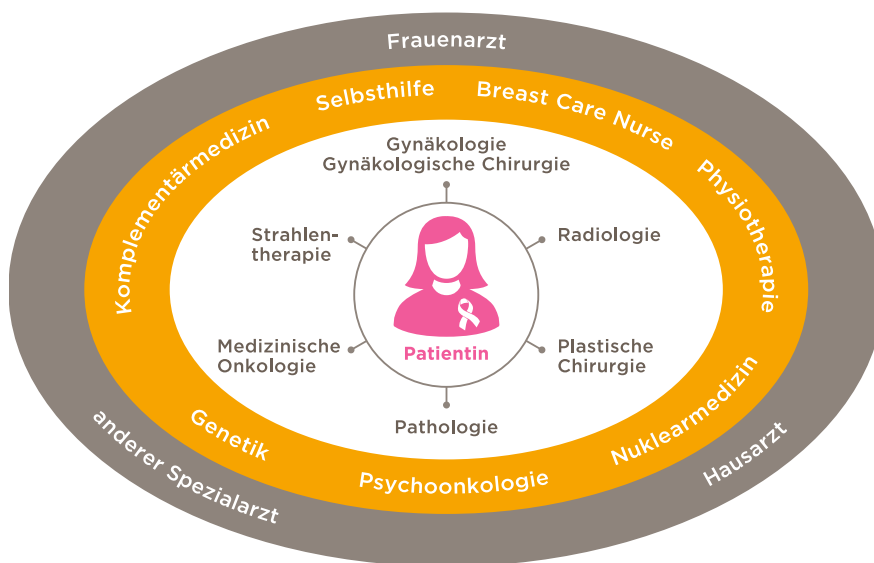 Frauenarzt
Selbsthilfe
Breast Care Nurse
Komplementärmedizin
Physiotherapie
Gynäkologie
Gynäkologische Chirurgie
Strahlen-
therapie
Radiologie
Patientin
Medizinische
Onkologie
Plastische
Chirurgie
Pathologie
Genetik
Psychoonkologie
Nuklearmedizin
anderer Spezialarzt
Hausarzt